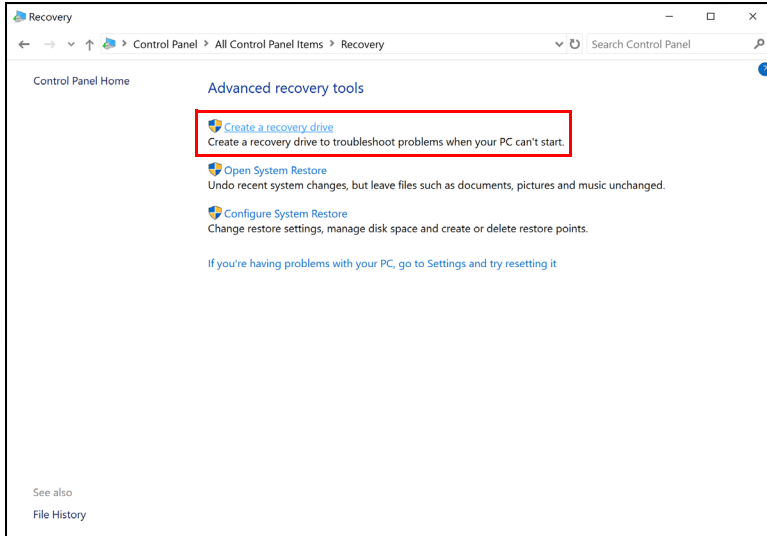 Recovery
Control Panel > All Control Panel Items > Recovery
Search Control Panel
?
Control Panel Home
Advanced recovery tools
Create a recovery drive
Create a recovery drive to troubleshoot problems when your PC can't start.
Open System Restore
Undo recent system changes, but leave files such as documents, pictures and music unchanged.
Configure System Restore
Change restore settings, manage disk space and create or delete restore points.
If you're having problems with your PC, go to Settings and try resetting it
See also
File History